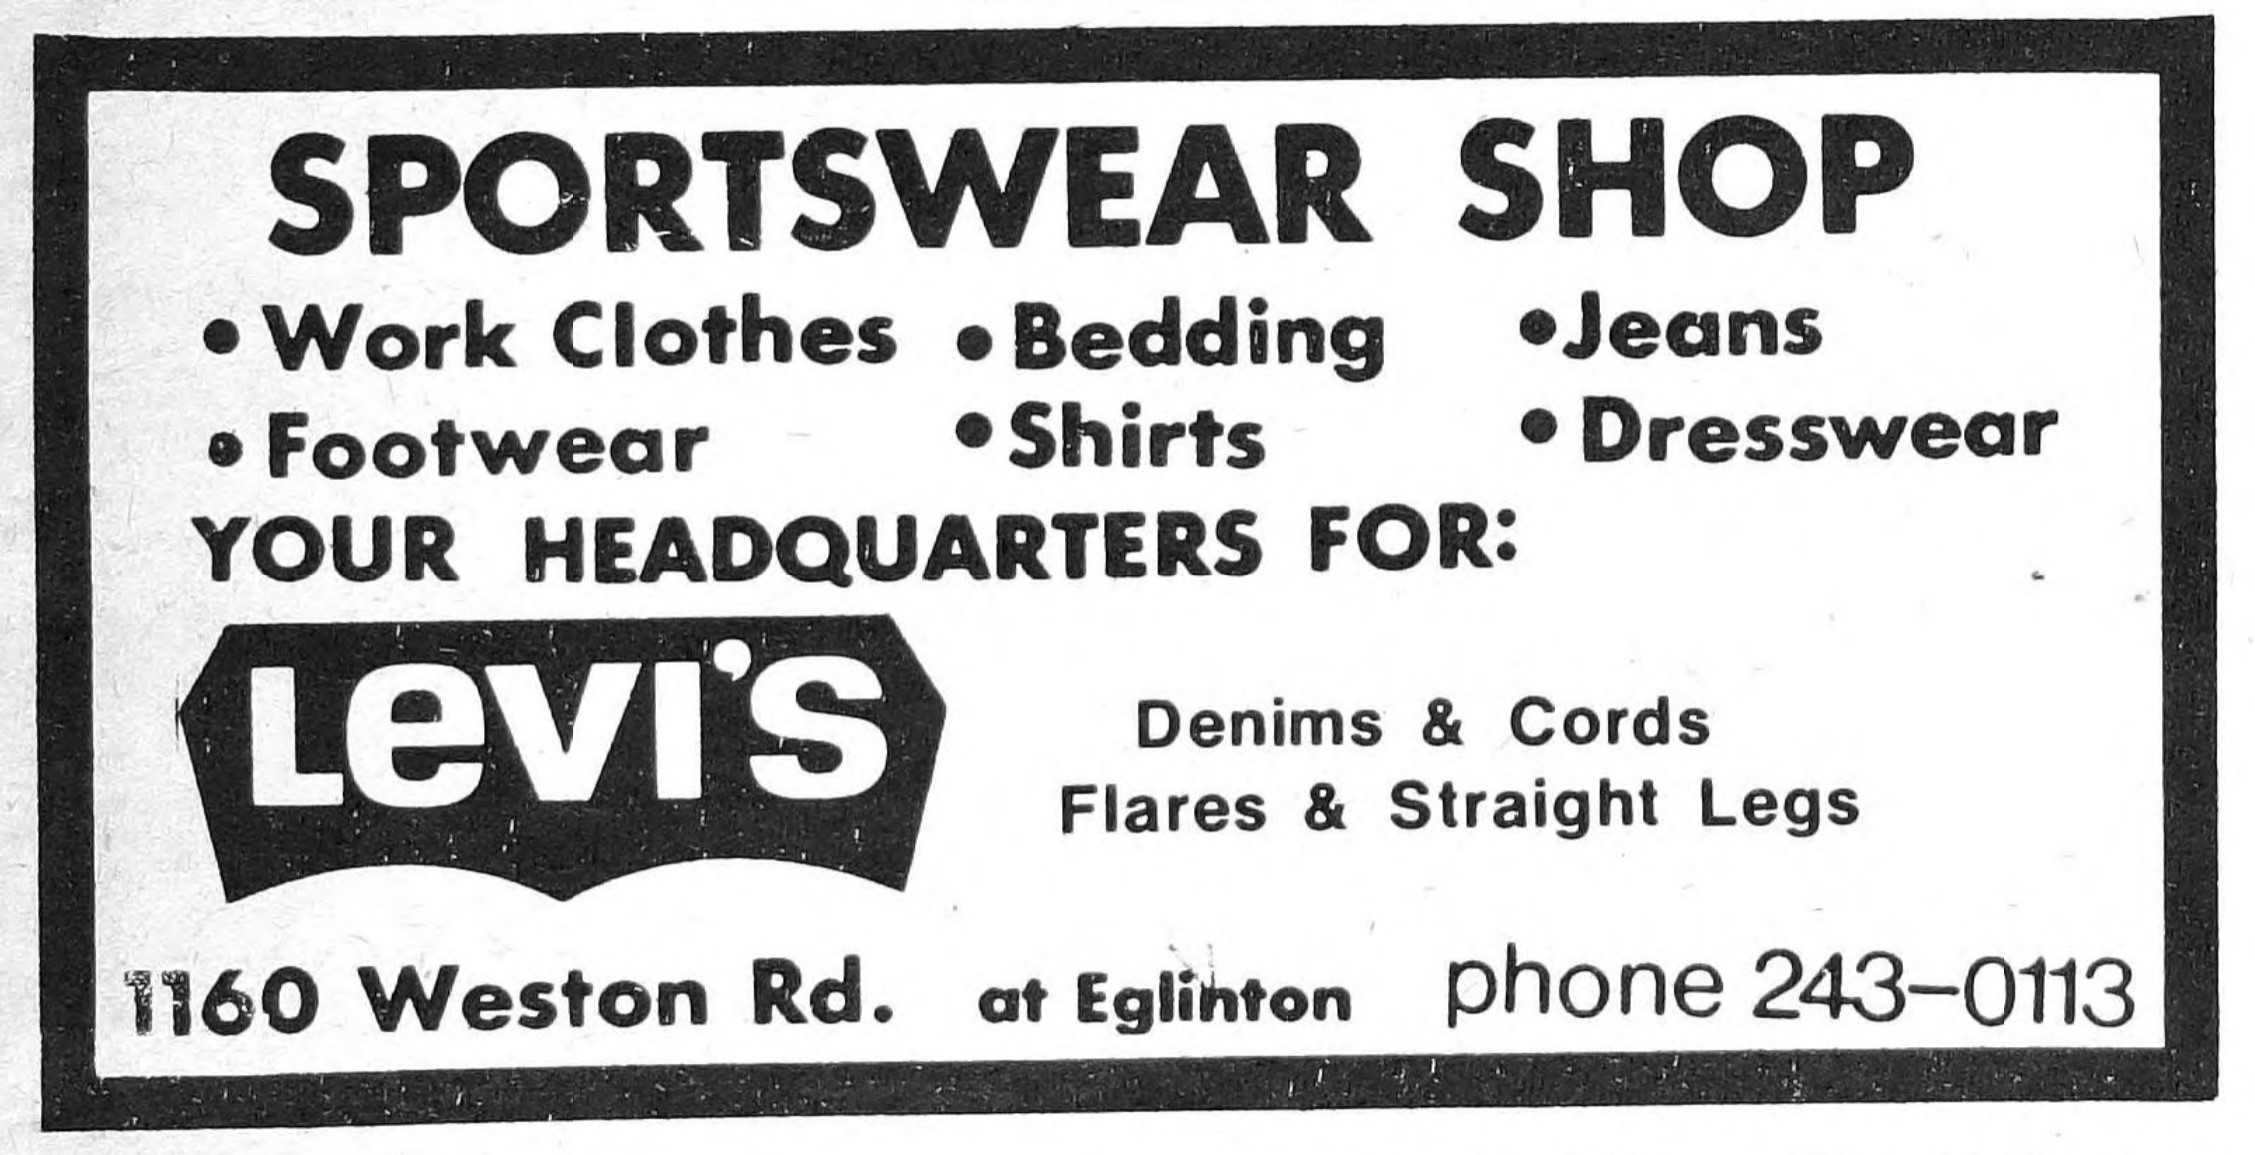 SPORTSWEAR SHOP
• Work Clothes • Bedding •Jeans
• Footwear •Shirts • Dresswear
YOUR HEADQUARTERS FOR:
Levi's
Denims & Cords
Flares & Straight Legs
1160 Weston Rd. at Eglinton phone 243-0113